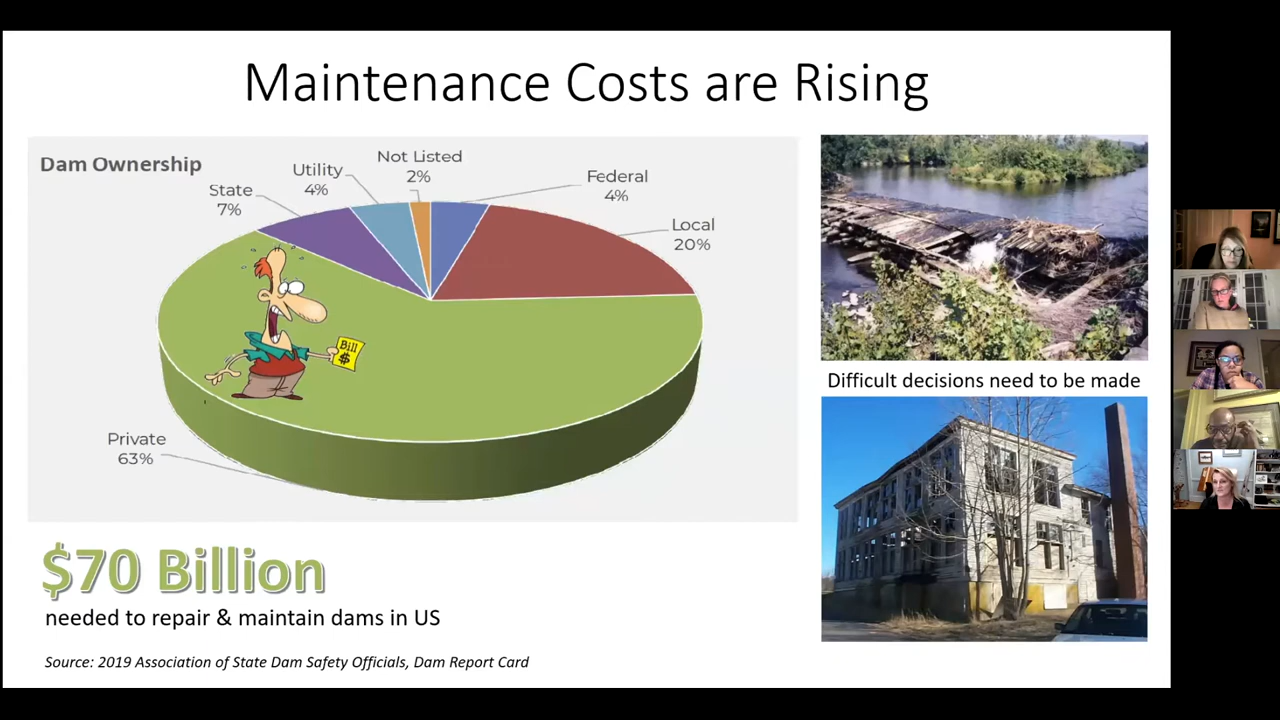 Maintenance Costs are Rising
Dam Ownership
Not Listed
2%
Utility
4%
State
7%
Federal
4%
Local
20%
Bill
$
Private
63%
Difficult decisions need to be made
$70 Billion
needed to repair & maintain dams in US
Source: 2019 Association of State Dam Safety Officials, Dam Report Card